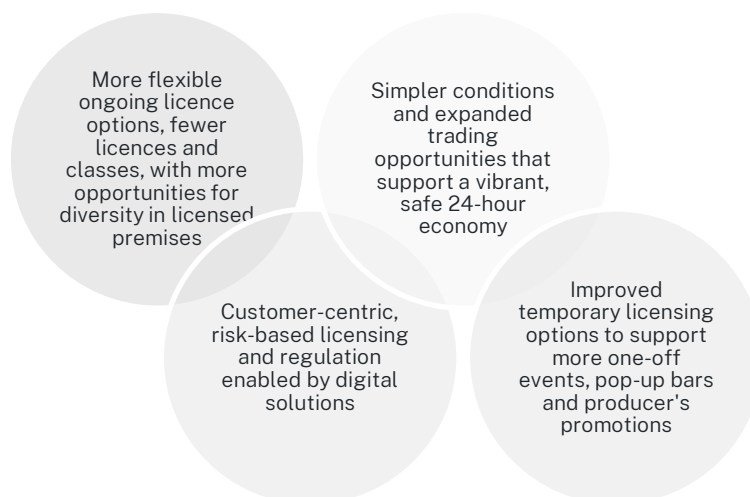 More flexible
ongoing licence
options, fewer
licences and
classes, with more
opportunities for
diversity in licensed
premises
Simpler conditions
and expanded
trading
opportunities that
support a vibrant,
safe 24-hour
economy
Customer-centric,
risk-based licensing
and regulation
enabled by digital
solutions
Improved
temporary licensing
options to support
more one-off
events, pop-up bars
and producer's
promotions